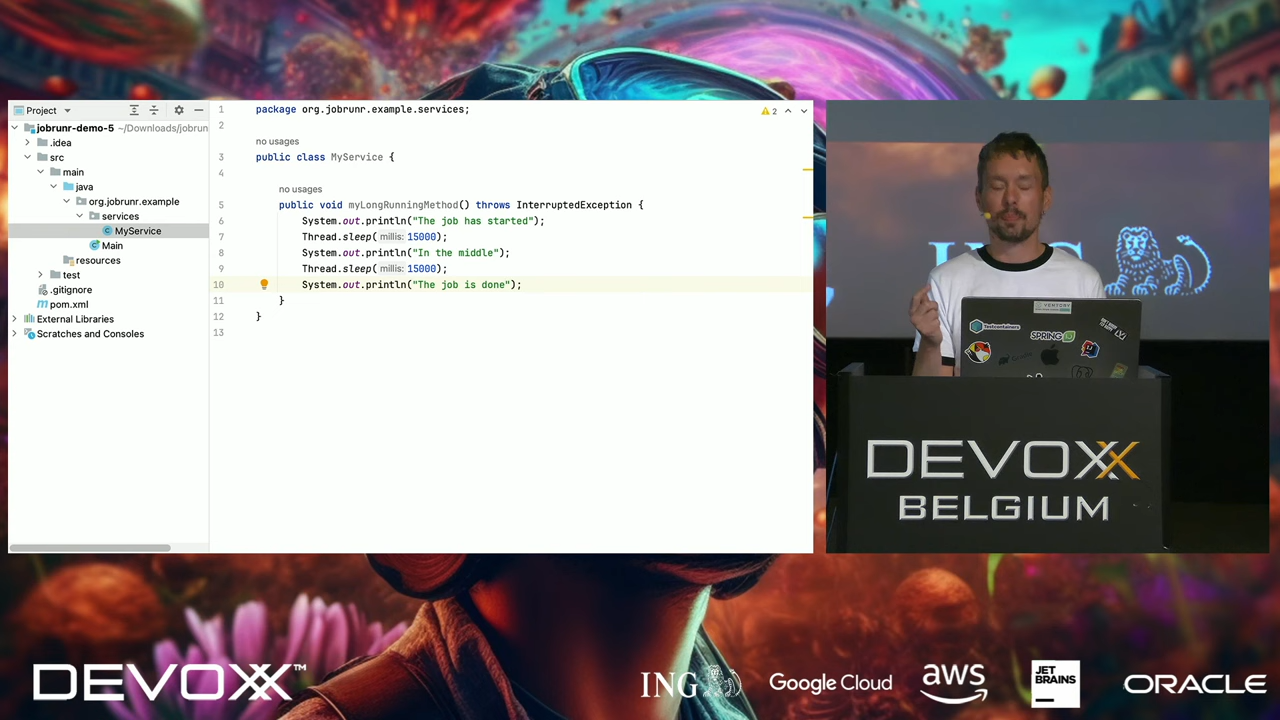 Project
jobrunr-demo-5 ~/Downloads/jobrun
.idea
src
main
java
org.jobrunr.example
services
MyService
Main
resources
test
.gitignore
pom.xml
External Libraries
Scratches and Consoles
1 package org.jobrunr.example.services;
2
2
no usages
3 public class MyService {
4
no usages
5 public void myLongRunningMethod() throws InterruptedException {
6 System.out.println("The job has started");
7 Thread.sleep( millis: 15000);
8 System.out.println("In the middle");
9 Thread.sleep( millis: 15000);
10 System.out.println("The job is done");
11 }
12 }
13
ING
VENTORY
Testcontainers
SPRING
Gradle
DEVOXX
BELGIUM
DEVOXX™
ING
Google Cloud
aws
JET
BRAINS
ORACLE